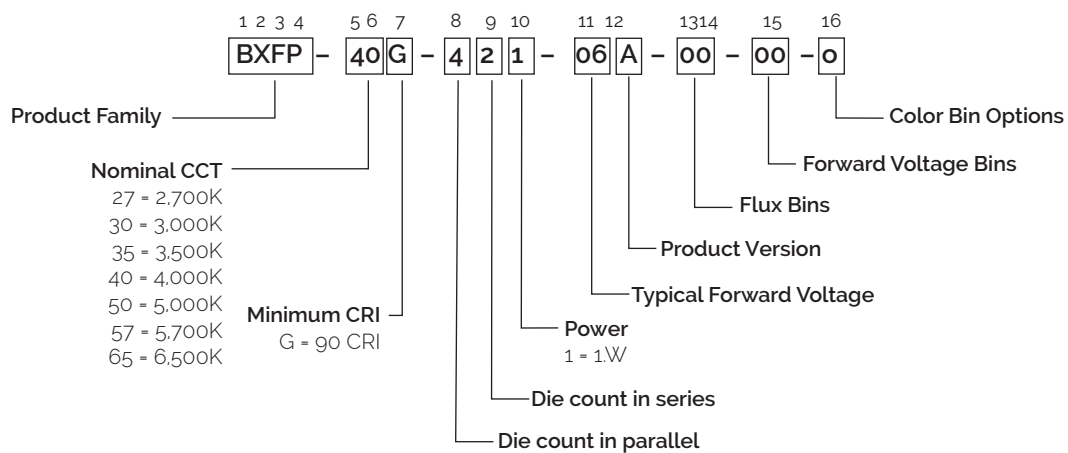 1 2 3 4 5 6 7 8 9 10 11 12 1314 15 16
BXFP – 40 G – 4 2 1 – 06 A – 00 – 00 – 0
Product Family
Color Bin Options
Nominal CCT
27 = 2,700K
30 = 3,000K
35 = 3,500K
40 = 4,000K
50 = 5,000K
57 = 5,700K
65 = 6,500K
Forward Voltage Bins
Flux Bins
Product Version
Typical Forward Voltage
Minimum CRI
G = 90 CRI
Power
1 = 1.W
Die count in series
Die count in parallel